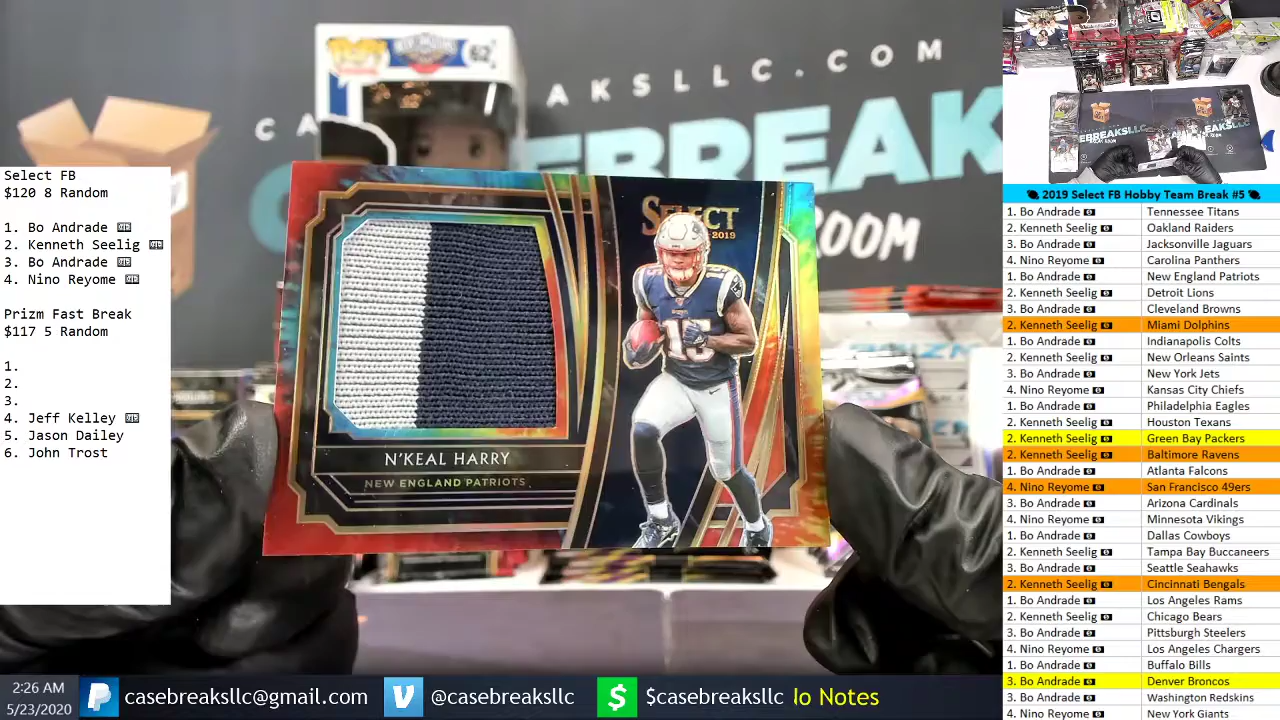 Select FB
$120 8 Random
1. Bo Andrade
2. Kenneth Seelig
3. Bo Andrade
4. Nino Reyome
Prizm Fast Break
$117 5 Random
1.
2.
3.
4. Jeff Kelley
5. Jason Dailey
6. John Trost
POP!
62
AKSLLC.COM
CA
EBREAK
ROOM
SELECT
2019
15
N'KEAL HARRY
NEW ENGLAND PATRIOTS
2019 Select FB Hobby Team Break #5
1. Bo Andrade Tennessee Titans
2. Kenneth Seelig Oakland Raiders
3. Bo Andrade Jacksonville Jaguars
4. Nino Reyome Carolina Panthers
1. Bo Andrade New England Patriots
2. Kenneth Seelig Detroit Lions
3. Bo Andrade Cleveland Browns
2. Kenneth Seelig Miami Dolphins
1. Bo Andrade Indianapolis Colts
2. Kenneth Seelig New Orleans Saints
3. Bo Andrade New York Jets
4. Nino Reyome Kansas City Chiefs
1. Bo Andrade Philadelphia Eagles
2. Kenneth Seelig Houston Texans
2. Kenneth Seelig Green Bay Packers
2. Kenneth Seelig Baltimore Ravens
1. Bo Andrade Atlanta Falcons
4. Nino Reyome San Francisco 49ers
3. Bo Andrade Arizona Cardinals
4. Nino Reyome Minnesota Vikings
1. Bo Andrade Dallas Cowboys
2. Kenneth Seelig Tampa Bay Buccaneers
3. Bo Andrade Seattle Seahawks
2. Kenneth Seelig Cincinnati Bengals
1. Bo Andrade Los Angeles Rams
2. Kenneth Seelig Chicago Bears
3. Bo Andrade Pittsburgh Steelers
4. Nino Reyome Los Angeles Chargers
1. Bo Andrade Buffalo Bills
3. Bo Andrade Denver Broncos
3. Bo Andrade Washington Redskins
4. Nino Reyome New York Giants
2:26 AM
5/23/2020
casebreaksllc@gmail.com
@casebreaksllc
$casebreaksllc
lo Notes